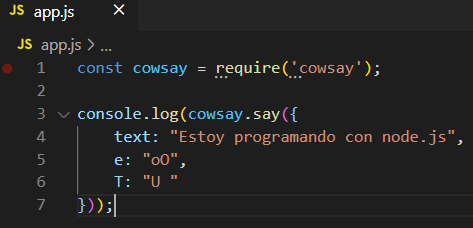 JS app.js ×
JS app.js > ...
1 const cowsay = require('cowsay');
2
3 console.log(cowsay.say({
4 text: "Estoy programando con node.js",
5 e: "oO",
6 T: "U "
7 }));